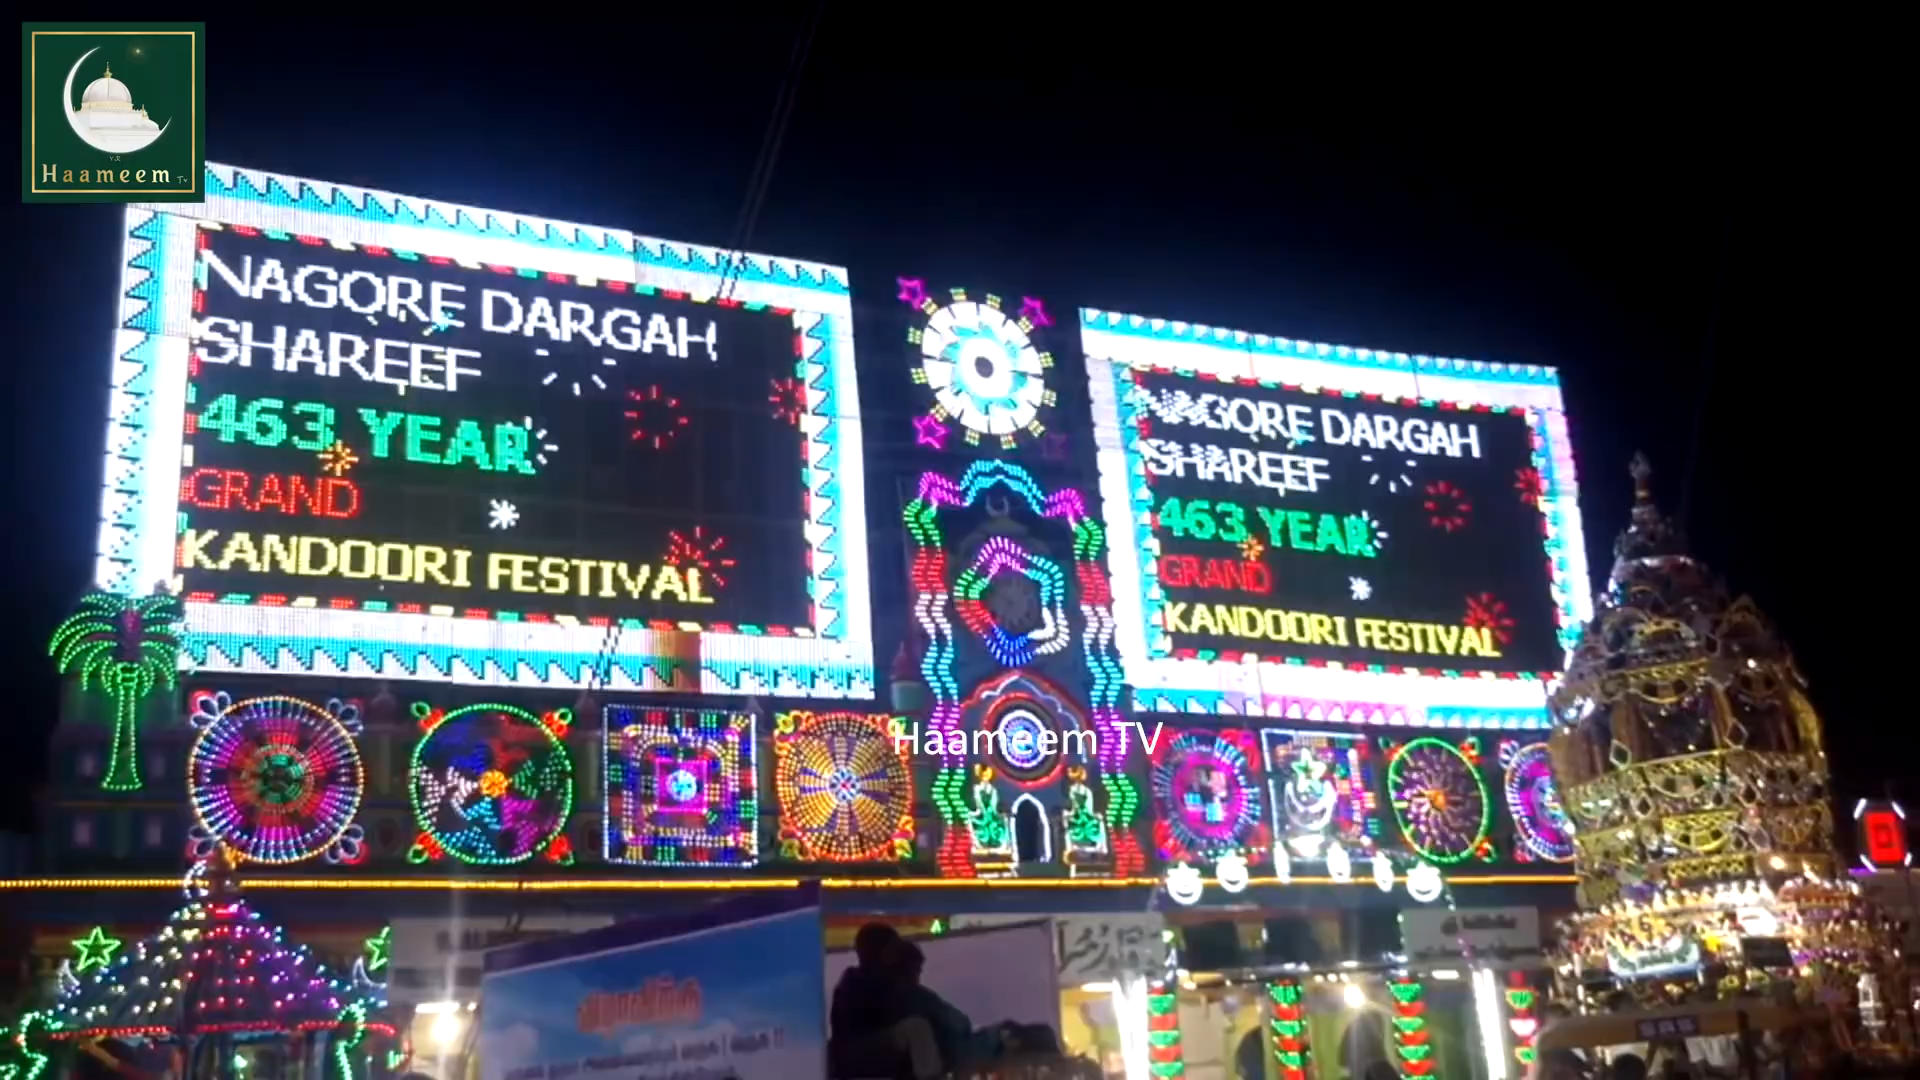 Haameem Tv
NAGORE DARGAH
SHAREEF
463 YEAR
GRAND
KANDOORI FESTIVAL
NAGORE DARGAH
SHAREEF
463 YEAR
GRAND
KANDOORI FESTIVAL
Haameem TV